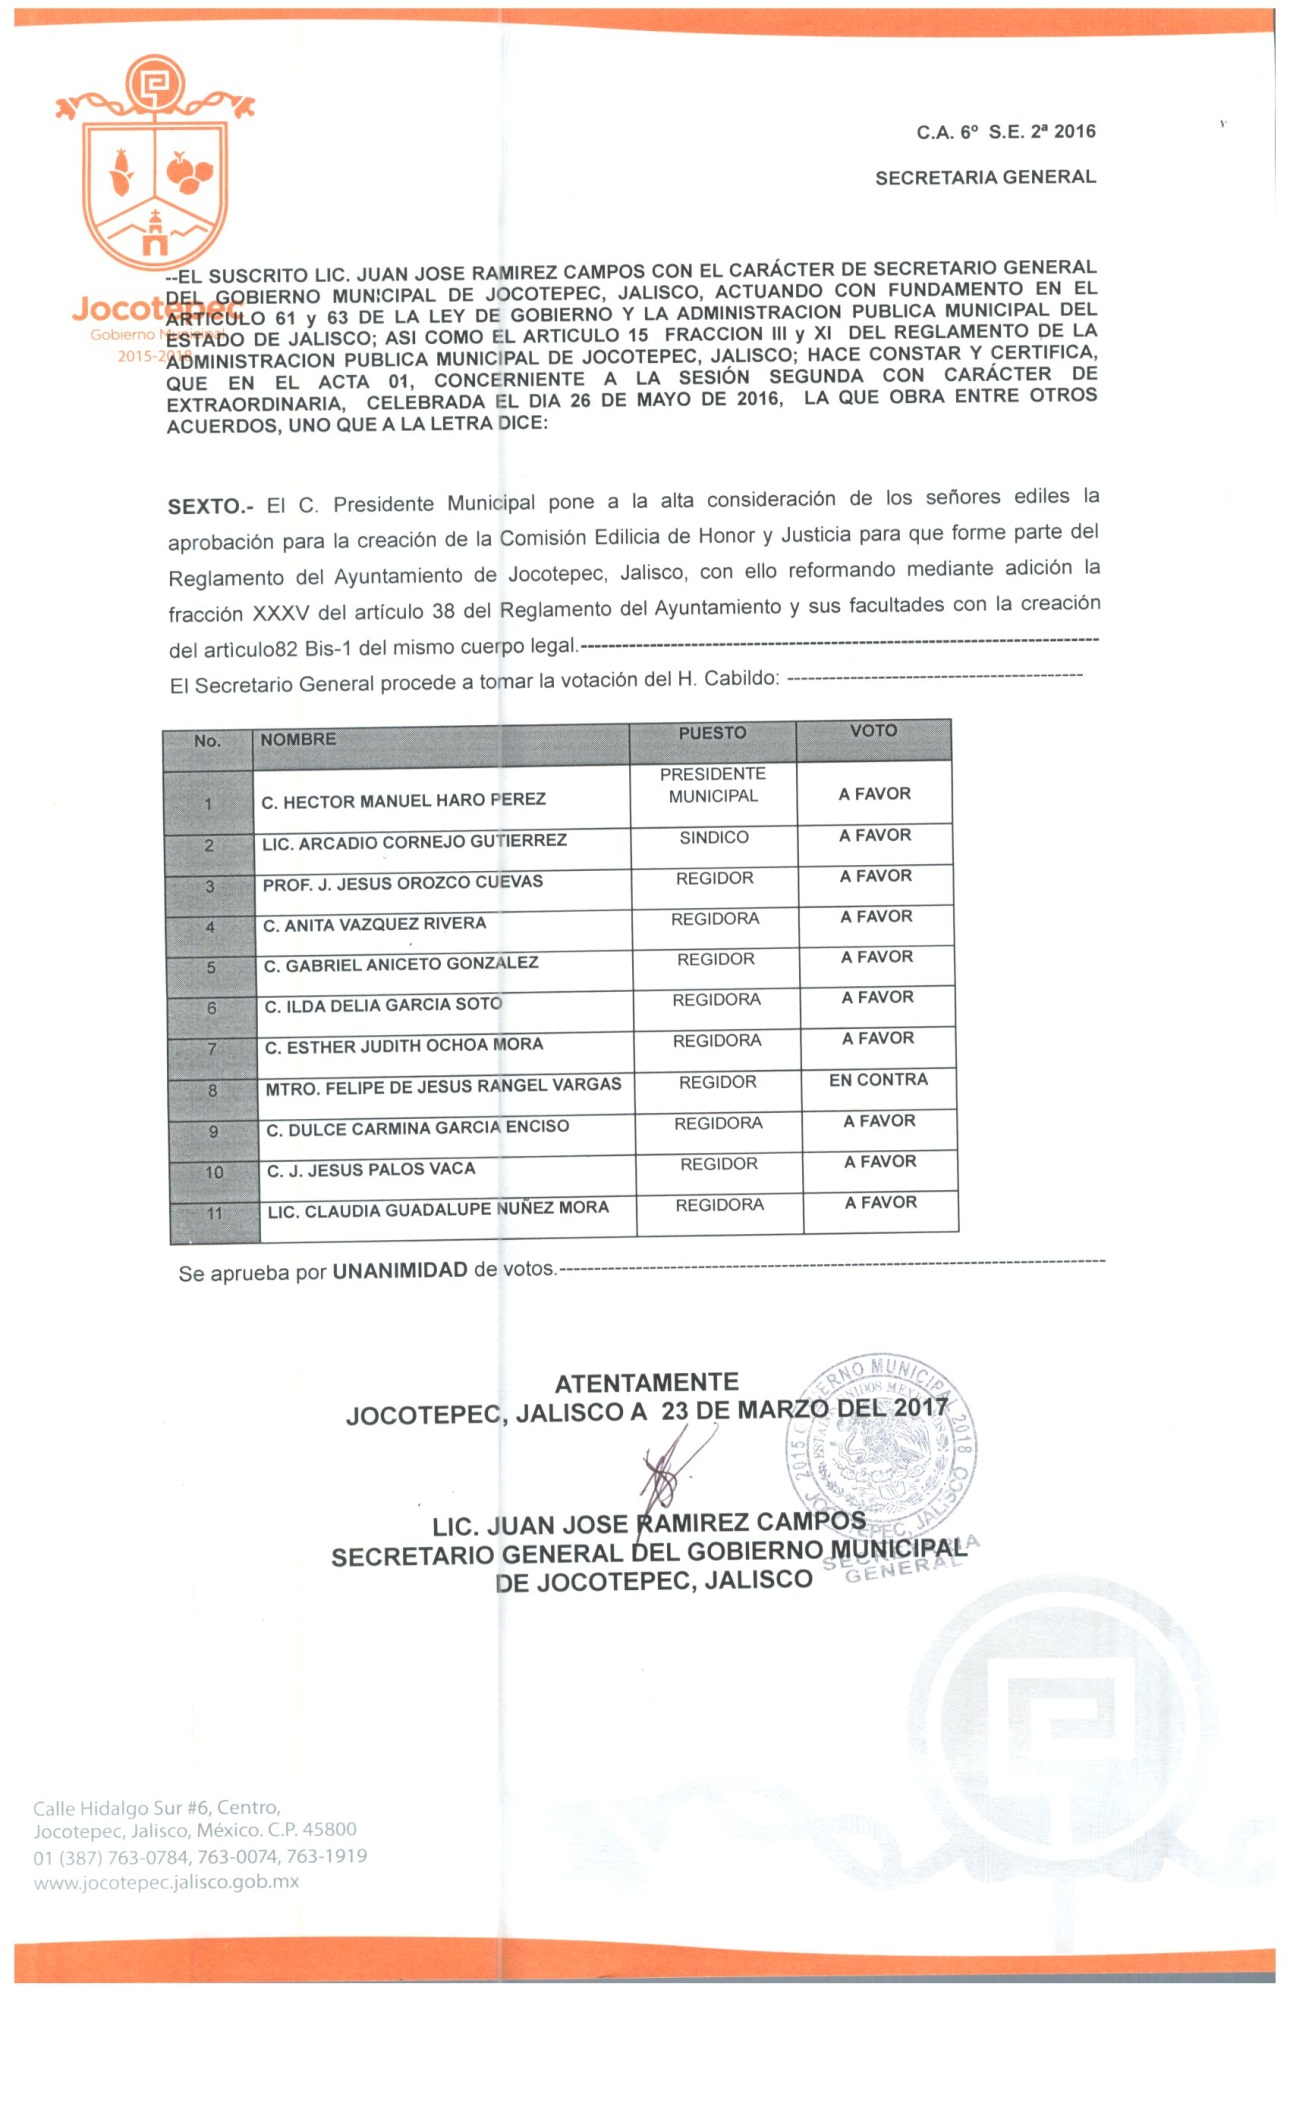 C.A. 6º S.E. 2ª 2016
SECRETARIA GENERAL
Jocotepec
Gobierno Municipal
2015-2018
--EL SUSCRITO LIC. JUAN JOSE RAMIREZ CAMPOS CON EL CARÁCTER DE SECRETARIO GENERAL
DEL GOBIERNO MUNICIPAL DE JOCOTEPEC, JALISCO, ACTUANDO CON FUNDAMENTO EN EL
ARTICULO 61 y 63 DE LA LEY DE GOBIERNO Y LA ADMINISTRACION PUBLICA MUNICIPAL DEL
ESTADO DE JALISCO; ASI COMO EL ARTICULO 15 FRACCION III y XI DEL REGLAMENTO DE LA
ADMINISTRACION PUBLICA MUNICIPAL DE JOCOTEPEC, JALISCO; HACE CONSTAR Y CERTIFICA,
QUE EN EL ACTA 01, CONCERNIENTE A LA SESIÓN SEGUNDA CON CARÁCTER DE
EXTRAORDINARIA, CELEBRADA EL DIA 26 DE MAYO DE 2016, LA QUE OBRA ENTRE OTROS
ACUERDOS, UNO QUE A LA LETRA DICE:
SEXTO.- El C. Presidente Municipal pone a la alta consideración de los señores ediles la
aprobación para la creación de la Comisión Edilicia de Honor y Justicia para que forme parte del
Reglamento del Ayuntamiento de Jocotepec, Jalisco, con ello reformando mediante adición la
fracción XXXV del artículo 38 del Reglamento del Ayuntamiento y sus facultades con la creación
del artìculo82 Bis-1 del mismo cuerpo legal.--------------------------------------------------------------------------
El Secretario General procede a tomar la votación del H. Cabildo: ------------------------------------------
No. NOMBRE PUESTO VOTO
1 C. HECTOR MANUEL HARO PEREZ PRESIDENTE MUNICIPAL A FAVOR
2 LIC. ARCADIO CORNEJO GUTIERREZ SINDICO A FAVOR
3 PROF. J. JESUS OROZCO CUEVAS REGIDOR A FAVOR
4 C. ANITA VAZQUEZ RIVERA REGIDORA A FAVOR
5 C. GABRIEL ANICETO GONZALEZ REGIDOR A FAVOR
6 C. ILDA DELIA GARCIA SOTO REGIDORA A FAVOR
7 C. ESTHER JUDITH OCHOA MORA REGIDORA A FAVOR
8 MTRO. FELIPE DE JESUS RANGEL VARGAS REGIDOR EN CONTRA
9 C. DULCE CARMINA GARCIA ENCISO REGIDORA A FAVOR
10 C. J. JESUS PALOS VACA REGIDOR A FAVOR
11 LIC. CLAUDIA GUADALUPE NUÑEZ MORA REGIDORA A FAVOR
Se aprueba por UNANIMIDAD de votos.------------------------------------------------------------------------------
ATENTAMENTE
JOCOTEPEC, JALISCO A 23 DE MARZO DEL 2017
LIC. JUAN JOSE RAMIREZ CAMPOS
SECRETARIO GENERAL DEL GOBIERNO MUNICIPAL
DE JOCOTEPEC, JALISCO
2015 GOBIERNO MUNICIPAL 2018
ESTADOS UNIDOS MEXICANOS
JOCOTEPEC, JALISCO
SECRETARIA
GENERAL
Calle Hidalgo Sur #6, Centro,
Jocotepec, Jalisco, México. C.P. 45800
01 (387) 763-0784, 763-0074, 763-1919
www.jocotepec.jalisco.gob.mx